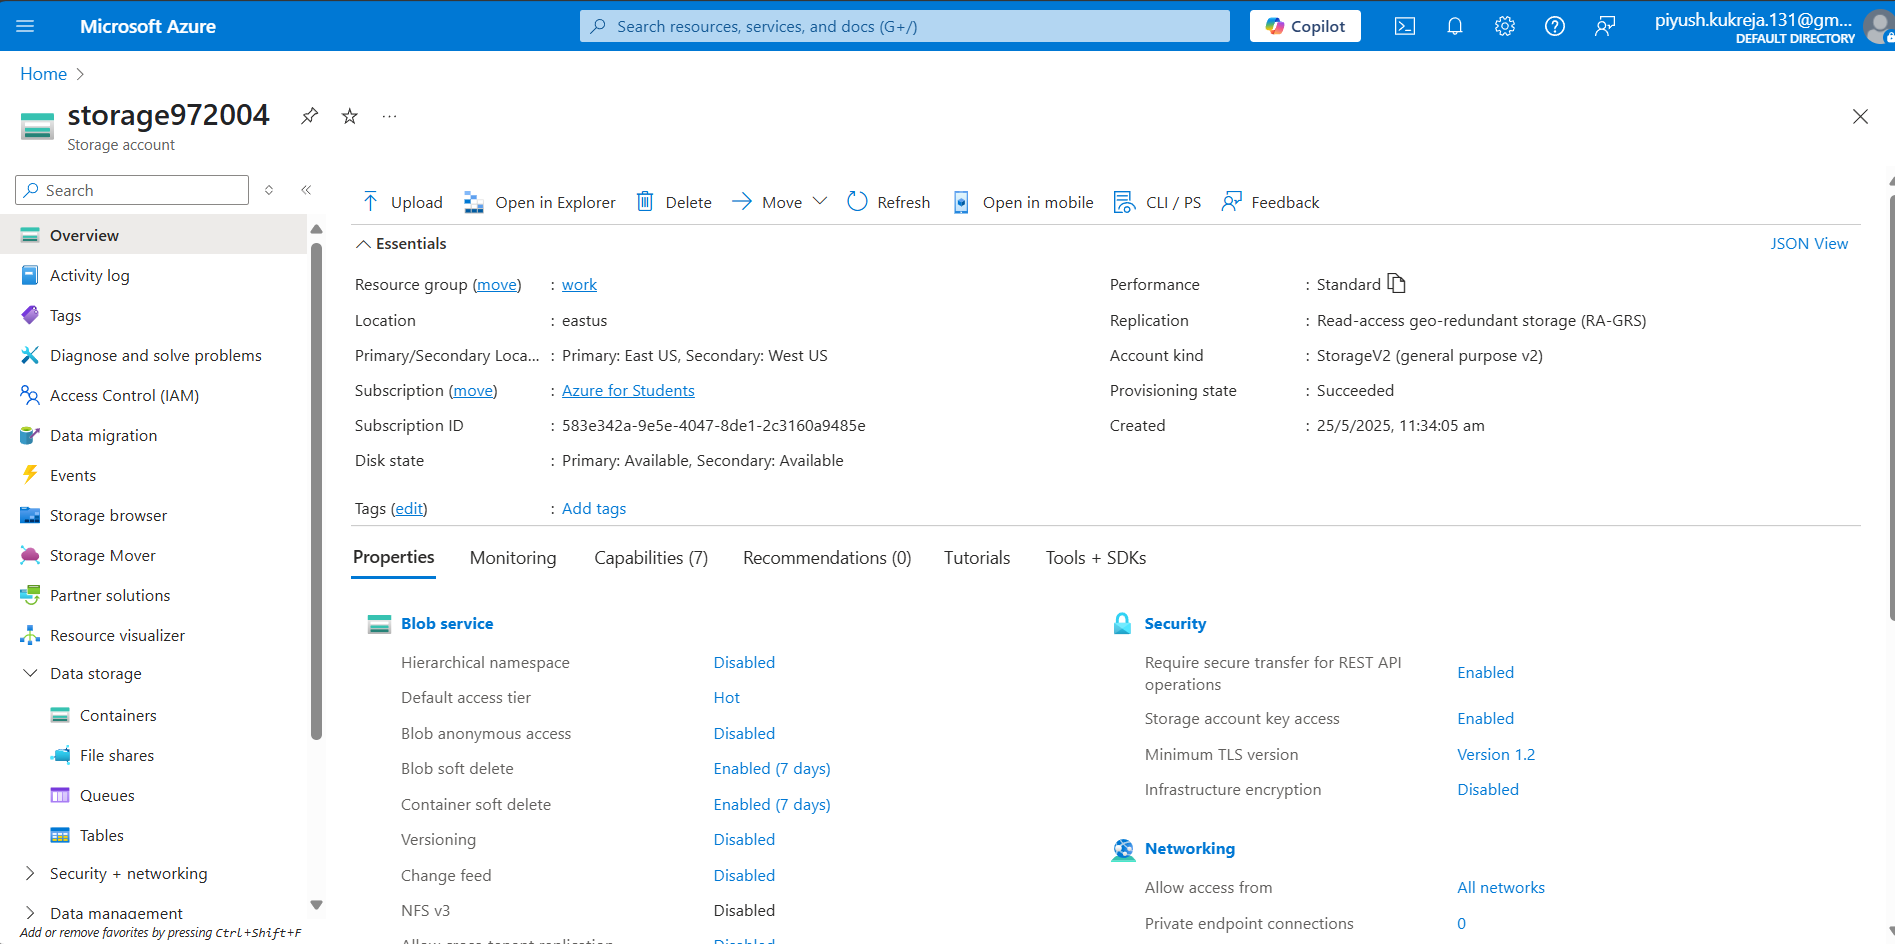 Microsoft Azure
Search resources, services, and docs (G+/)
Copilot
piyush.kukreja.131@gm...
DEFAULT DIRECTORY
Home
storage972004
...
Storage account
Search
Overview
Activity log
Tags
Diagnose and solve problems
Access Control (IAM)
Data migration
Events
Storage browser
Storage Mover
Partner solutions
Resource visualizer
Data storage
Containers
File shares
Queues
Tables
Security + networking
Data management
Add or remove favorites by pressing Ctrl+Shift+F
Upload Open in Explorer Delete Move Refresh Open in mobile CLI / PS Feedback
Essentials
JSON View
Resource group (move) : work
Location : eastus
Primary/Secondary Loca... : Primary: East US, Secondary: West US
Subscription (move) : Azure for Students
Subscription ID : 583e342a-9e5e-4047-8de1-2c3160a9485e
Disk state : Primary: Available, Secondary: Available
Performance : Standard
Replication : Read-access geo-redundant storage (RA-GRS)
Account kind : StorageV2 (general purpose v2)
Provisioning state : Succeeded
Created : 25/5/2025, 11:34:05 am
Tags (edit) : Add tags
Properties Monitoring Capabilities (7) Recommendations (0) Tutorials Tools + SDKs
Blob service
Hierarchical namespace Disabled
Default access tier Hot
Blob anonymous access Disabled
Blob soft delete Enabled (7 days)
Container soft delete Enabled (7 days)
Versioning Disabled
Change feed Disabled
NFS v3 Disabled
Allow cross-tenant replication Disabled
Security
Require secure transfer for REST API
operations Enabled
Storage account key access Enabled
Minimum TLS version Version 1.2
Infrastructure encryption Disabled
Networking
Allow access from All networks
Private endpoint connections 0